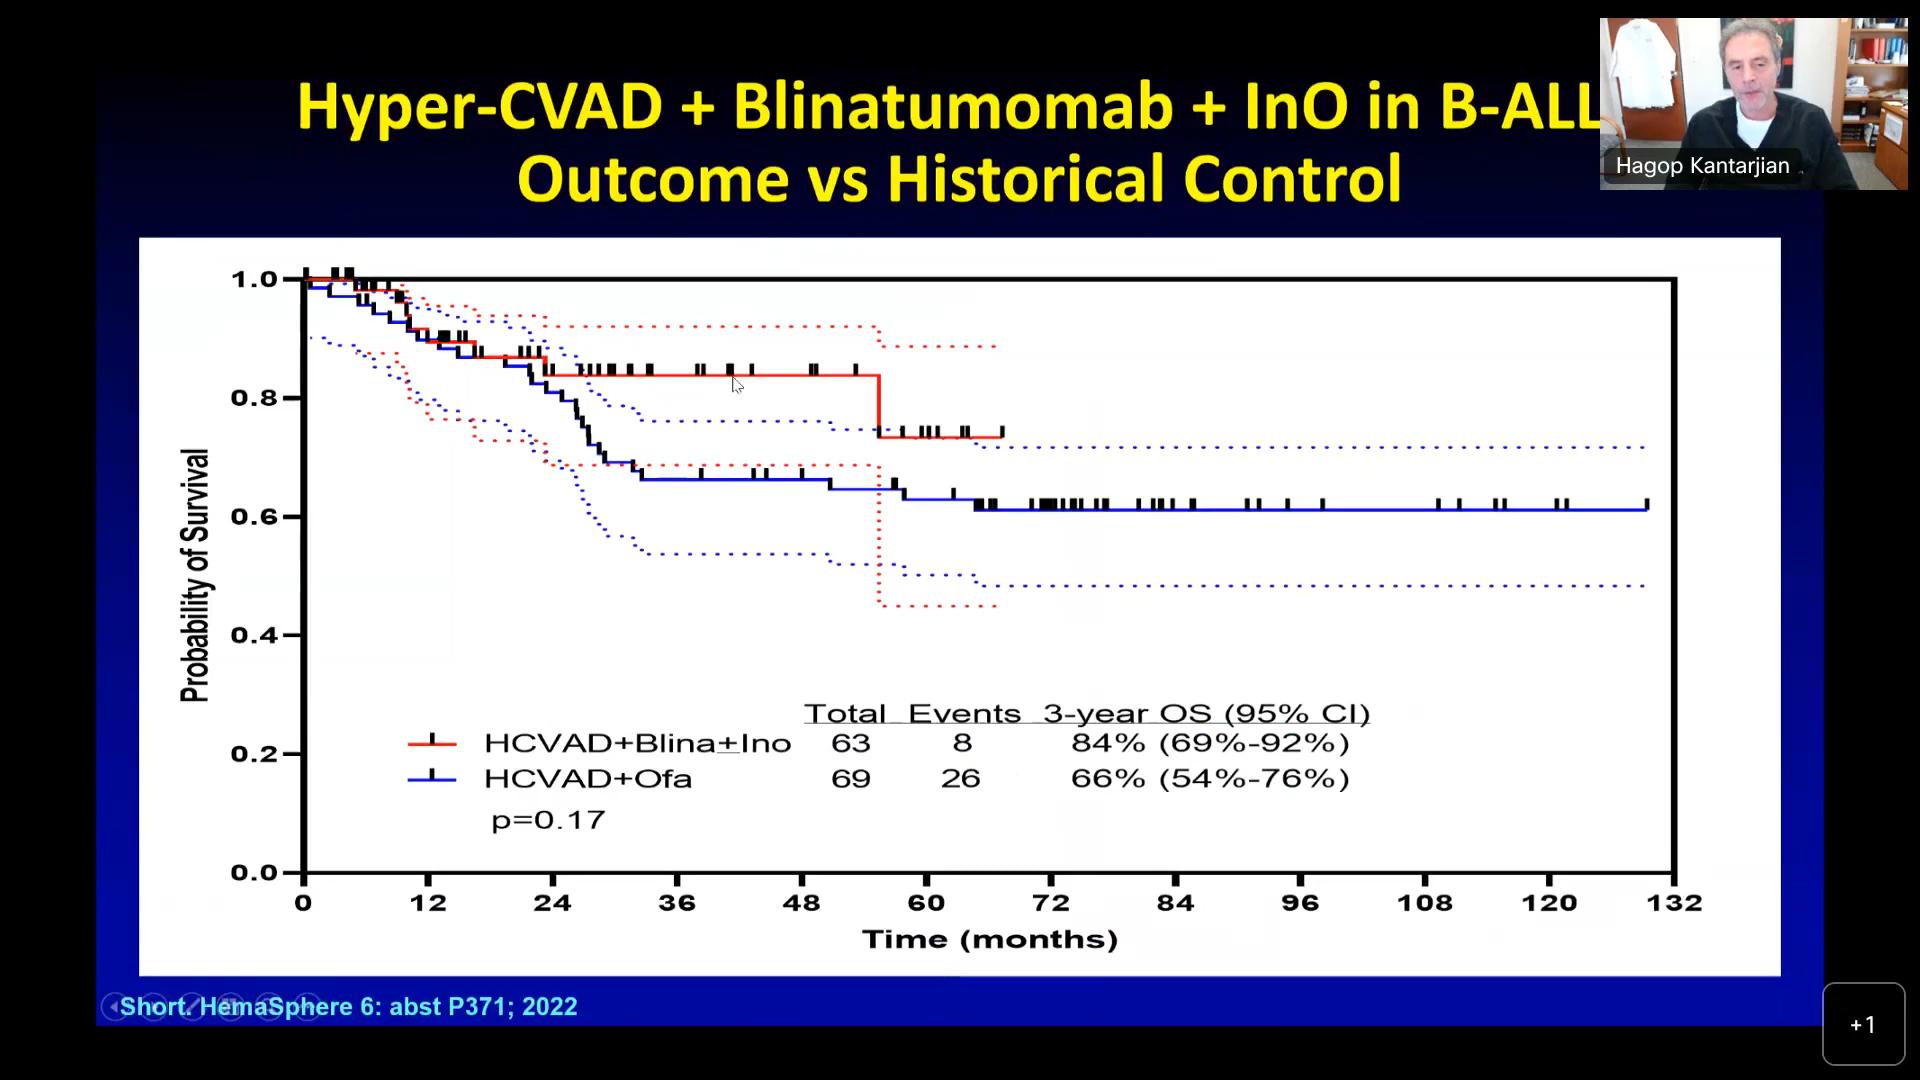 Hyper-CVAD + Blinatumomab + InO in B-ALL
Outcome vs Historical Control
Hagop Kantarjian
1.0
0.8
0.6
0.4
0.2
0.0
Probability of Survival
Total Events 3-year OS (95% CI)
HCVAD+Blina+Ino 63 8 84% (69%-92%)
HCVAD+Ofa 69 26 66% (54%-76%)
p=0.17
0 12 24 36 48 60 72 84 96 108 120 132
Time (months)
Short. HemaSphere 6: abst P371; 2022
+1